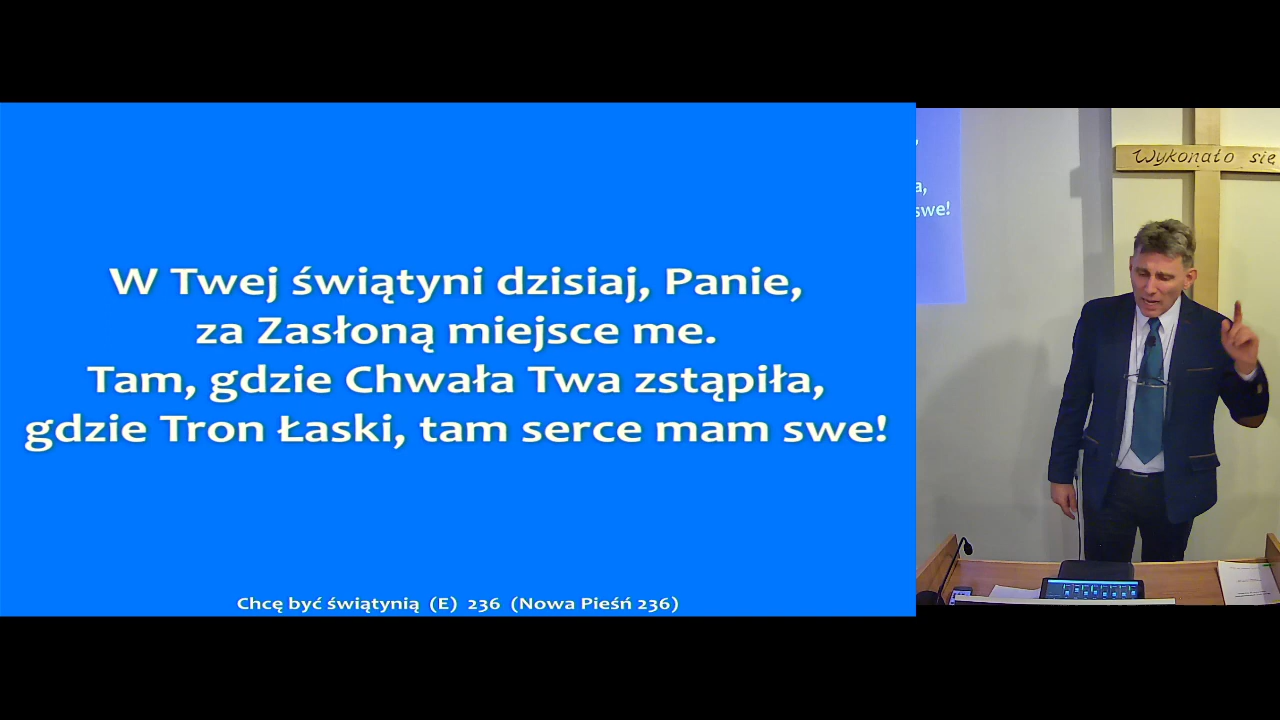 W Twej świątyni dzisiaj, Panie,
za Zasłoną miejsce me.
Tam, gdzie Chwała Twa zstąpiła,
gdzie Tron Łaski, tam serce mam swe!
Chcę być świątynią (E) 236 (Nowa Pieśń 236)
Wykonało się
a,
swe!